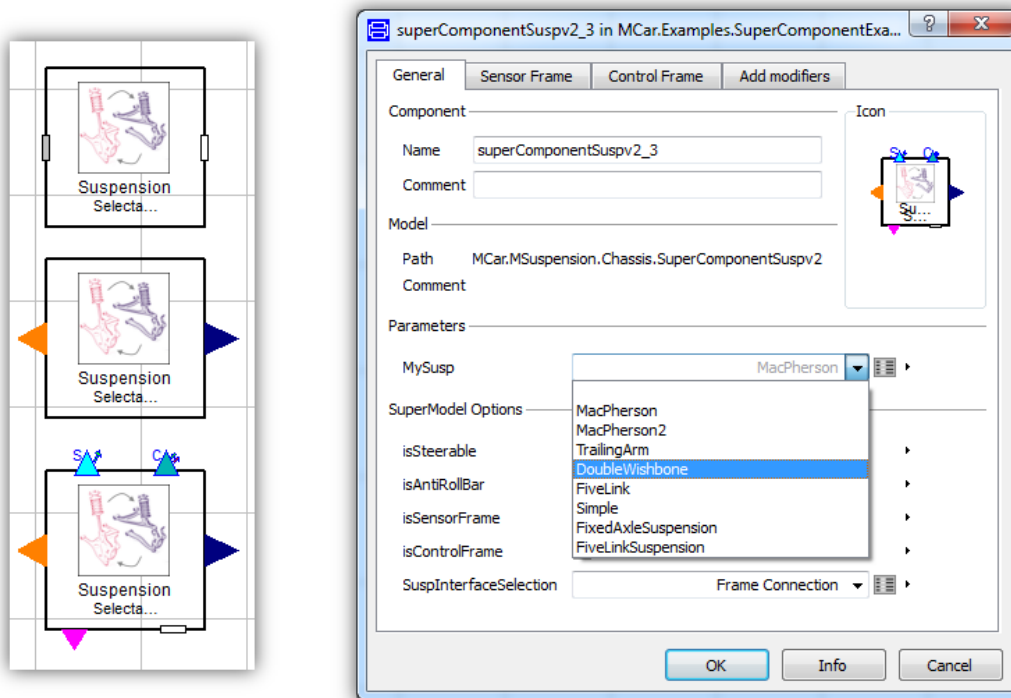 Suspension
Selecta...
Suspension
Selecta...
S
C
Suspension
Selecta...
superComponentSuspv2_3 in MCar.Examples.SuperComponentExa...
General
Sensor Frame
Control Frame
Add modifiers
Component
Icon
Name
superComponentSuspv2_3
Comment
S
C
Su...
S...
Model
Path
MCar.MSuspension.Chassis.SuperComponentSuspv2
Comment
Parameters
MySusp
MacPherson
SuperModel Options
MacPherson
MacPherson2
TrailingArm
DoubleWishbone
FiveLink
Simple
FixedAxleSuspension
FiveLinkSuspension
isSteerable
isAntiRollBar
isSensorFrame
isControlFrame
SuspInterfaceSelection
Frame Connection
OK
Info
Cancel